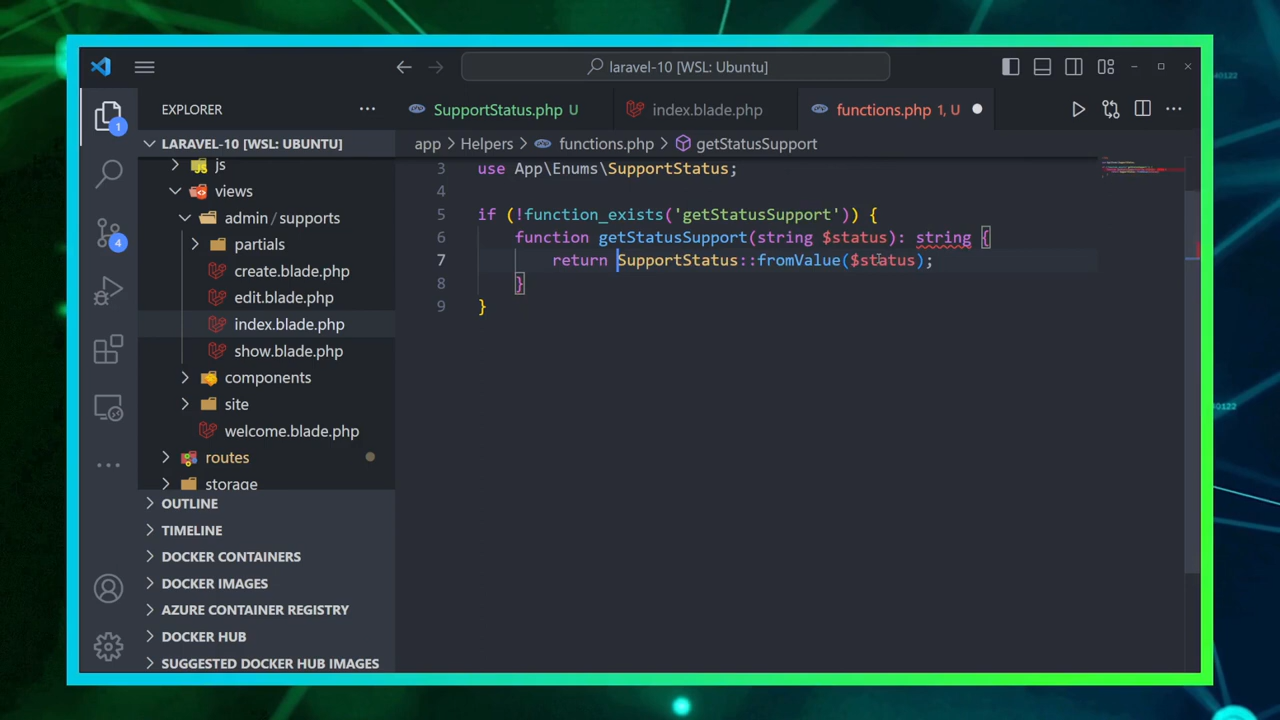 laravel-10 [WSL: Ubuntu]
EXPLORER
SupportStatus.php U
index.blade.php
functions.php 1, U
1
LARAVEL-10 [WSL: UBUNTU]
app > Helpers > functions.php > getStatusSupport
js
views
admin / supports
partials
create.blade.php
edit.blade.php
index.blade.php
show.blade.php
components
site
welcome.blade.php
routes
storage
4
OUTLINE
TIMELINE
DOCKER CONTAINERS
DOCKER IMAGES
AZURE CONTAINER REGISTRY
DOCKER HUB
SUGGESTED DOCKER HUB IMAGES
3 use App\Enums\SupportStatus;
4
5 if (!function_exists('getStatusSupport')) {
6 function getStatusSupport(string $status): string {
7 return SupportStatus::fromValue($status);
8 }
9 }
40122